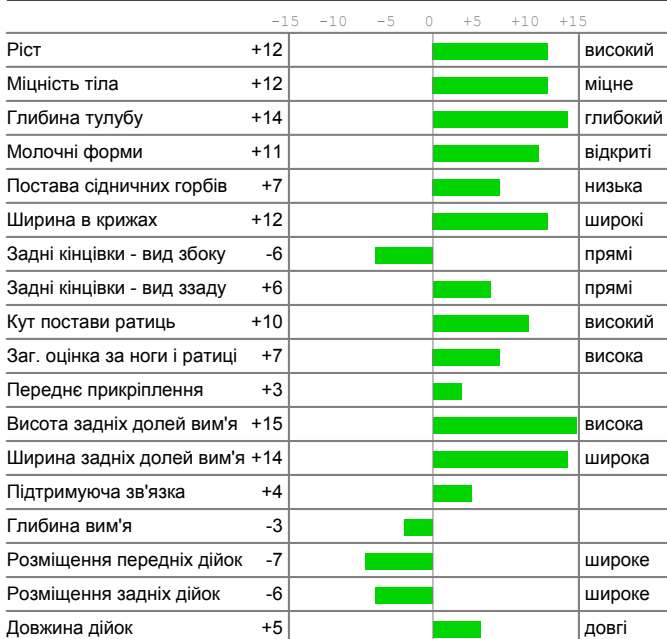 -15 -10 -5 0 +5 +10 +15
Ріст +12 високий
Міцність тіла +12 міцне
Глибина тулубу +14 глибокий
Молочні форми +11 відкриті
Постава сідничних горбів +7 низька
Ширина в крижах +12 широкі
Задні кінцівки - вид збоку -6 прямі
Задні кінцівки - вид ззаду +6 прямі
Кут постави ратиць +10 високий
Заг. оцінка за ноги і ратиці +7 висока
Переднє прикріплення +3
Висота задніх долей вим'я +15 висока
Ширина задніх долей вим'я +14 широка
Підтримуюча зв'язка +4
Глибина вим'я -3
Розміщення передніх дійок -7 широке
Розміщення задніх дійок -6 широке
Довжина дійок +5 довгі